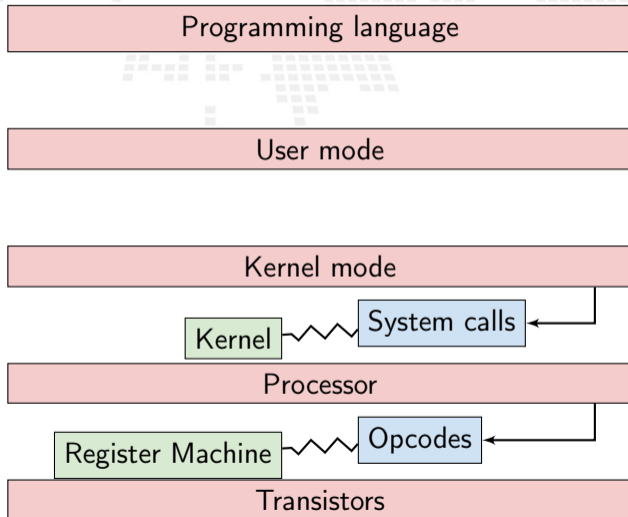 Programming language
User mode
Kernel mode
System calls
Kernel
Processor
Opcodes
Register Machine
Transistors